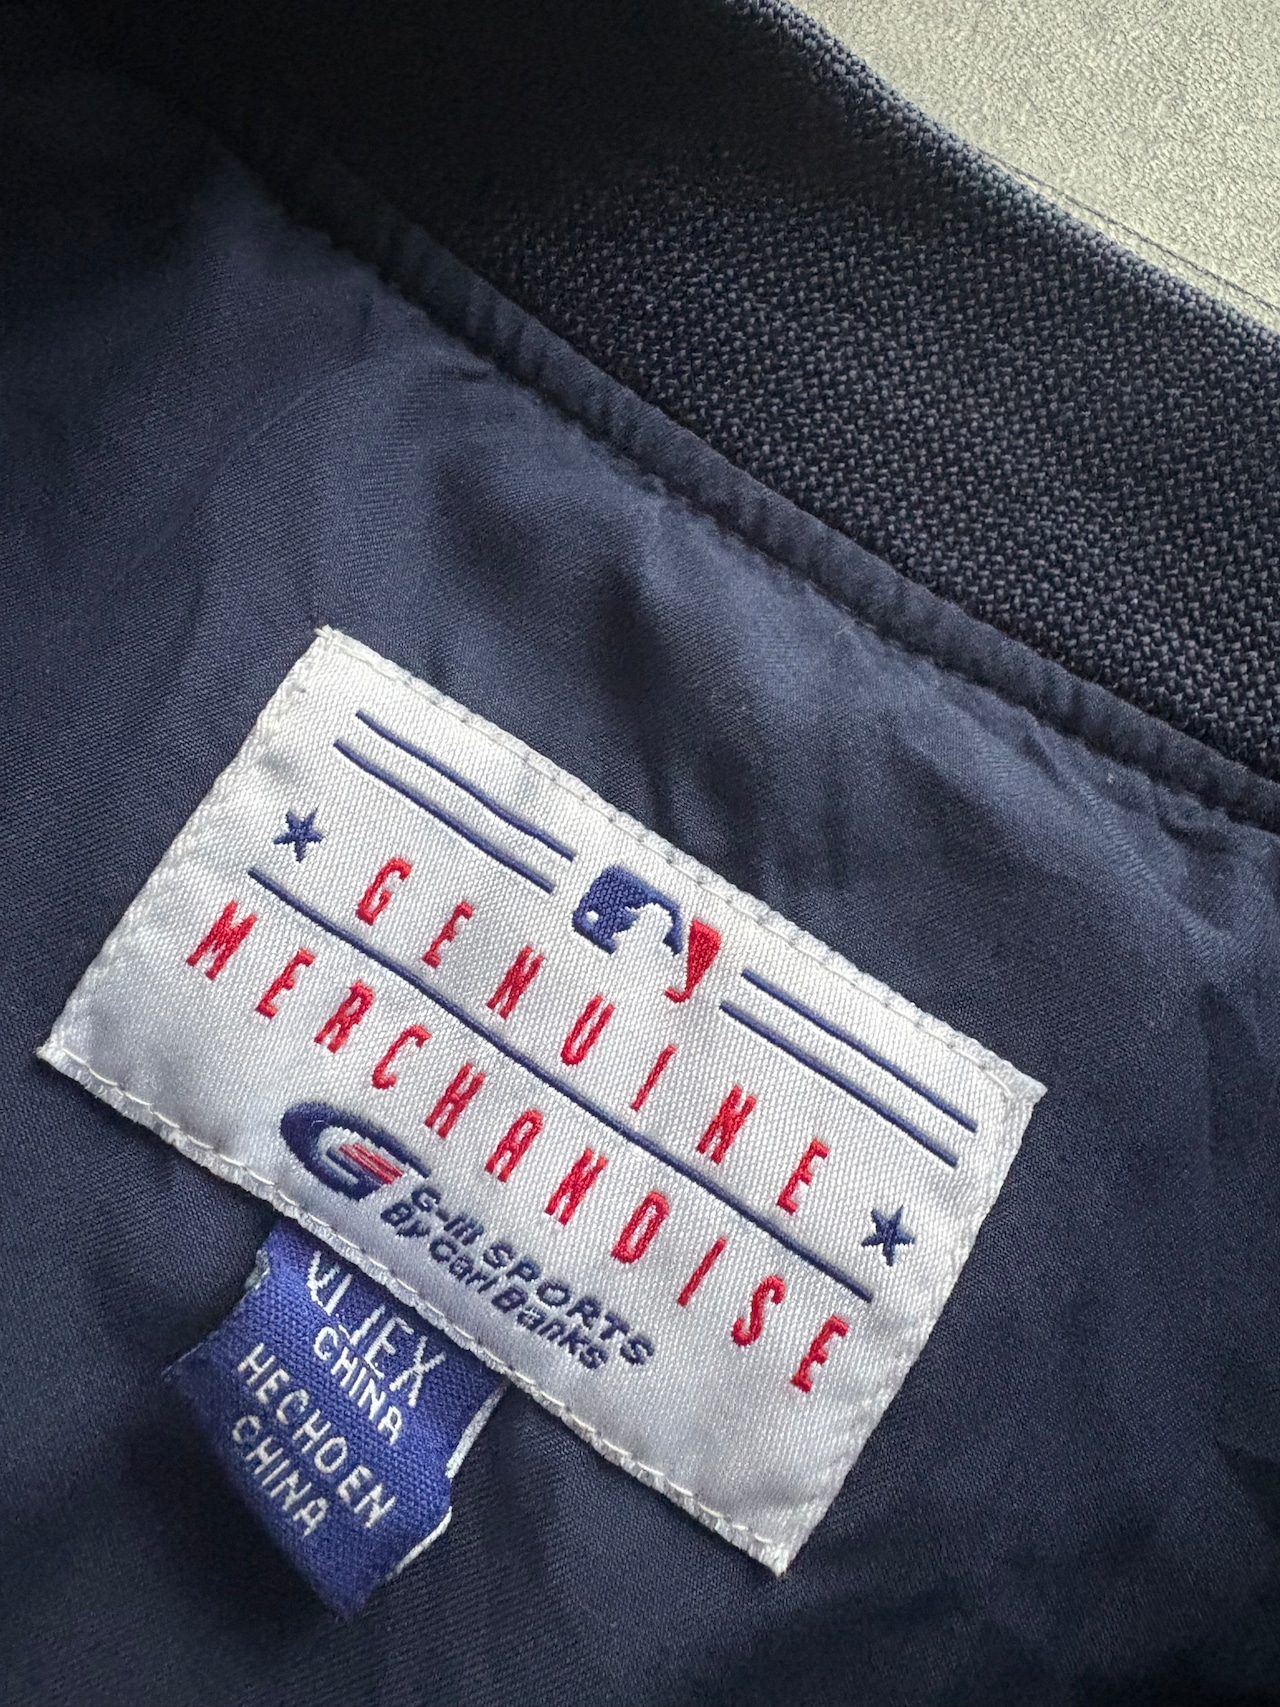 GENUINE
MERCHANDISE
G-III SPORTS
By Carl Banks
CHINA
HECHO EN
CHINA